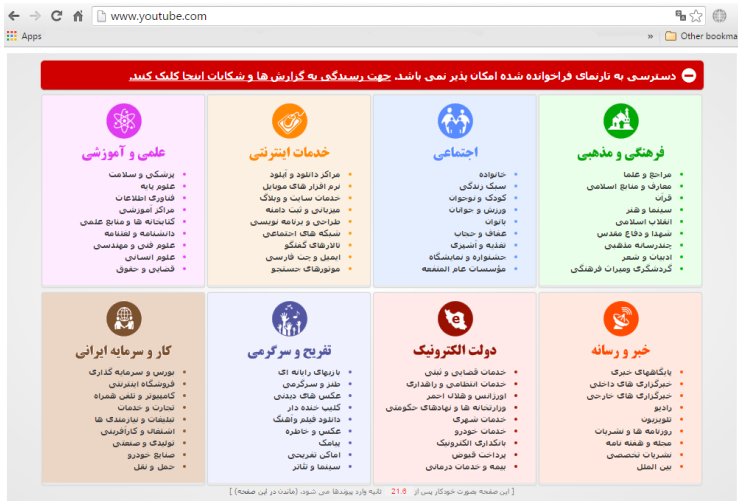 www.youtube.com
Apps
» Other bookma
دسترسی به تارنمای فراخوانده شده امکان پذیر نمی باشد. جهت رسیدگی به گزارش ها و شکایات اینجا کلیک کنید.
فرهنگی و مذهبی
مراجع و علما
معارف و منابع اسلامی
قرآن
سینما و هنر
انقلاب اسلامی
شهدا و دفاع مقدس
چندرسانه مذهبی
ادبیات و شعر
گردشگری ومیراث فرهنگی
اجتماعی
خانواده
سبک زندگی
کودک و نوجوان
ورزش و جوانان
بانوان
عفاف و حجاب
تغذیه و آشپزی
جشنواره و نمایشگاه
مؤسسات عام المنفعه
خدمات اینترنتی
مراکز دانلود و آپلود
نرم افزار های موبایل
خدمات سایت و وبلاگ
میزبانی و ثبت دامنه
طراحی و برنامه نویسی
شبکه های اجتماعی
تالارهای گفتگو
ایمیل و چت فارسی
موتورهای جستجو
علمی و آموزشی
پزشکی و سلامت
علوم پایه
فناوری اطلاعات
مراکز آموزشی
کتابخانه ها و منابع علمی
دانشنامه و لغتنامه
علوم فنی و مهندسی
علوم انسانی
قضایی و حقوق
خبر و رسانه
پایگاههای خبری
خبرگزاری های داخلی
خبرگزاری های خارجی
رادیو
تلویزیون
روزنامه ها و نشریات
مجله و هفته نامه
نشریات تخصصی
بین الملل
دولت الکترونیک
خدمات قضایی و ثبتی
خدمات انتظامی و راهداری
اورژانس و هلال احمر
وزارتخانه ها و نهادهای حکومتی
خدمات شهری
خدمات خودرو
بانکداری الکترونیک
پرداخت قبوض
بیمه و خدمات درمانی
تفریح و سرگرمی
بازیهای رایانه ای
طنز و سرگرمی
عکس های دیدنی
کلیپ خنده دار
دانلود فیلم وآهنگ
عکس و خاطره
پیامک
اماکن تفریحی
سینما و تئاتر
کار و سرمایه ایرانی
بورس و سرمایه گذاری
فروشگاه اینترنتی
کامپیوتر و تلفن همراه
تجارت و خدمات
تبلیغات و نیازمندی ها
اشتغال و کارآفرینی
تولیدی و صنعتی
صنایع خودرو
حمل و نقل
[ این صفحه بصورت خودکار پس از 21.6 ثانیه وارد پیوندها می شود. (ماندن در این صفحه) ]